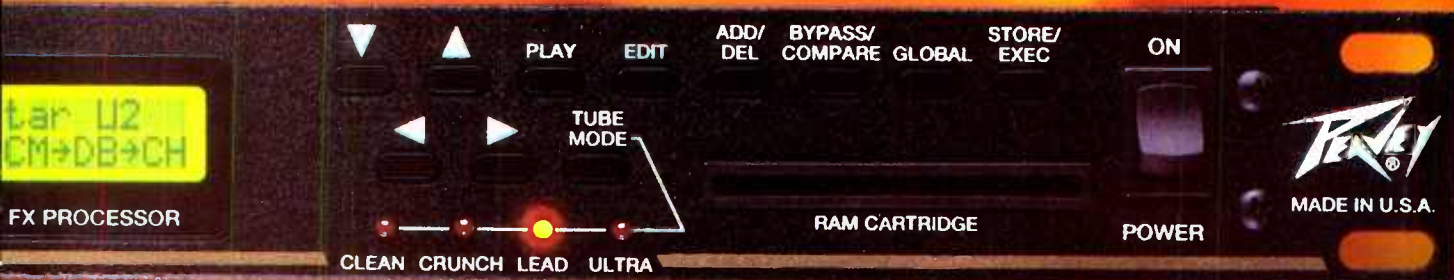 tar U2
CM→DB→CH
FX PROCESSOR
PLAY
EDIT
ADD/
DEL
BYPASS/
COMPARE
GLOBAL
STORE/
EXEC
TUBE
MODE
CLEAN CRUNCH LEAD ULTRA
RAM CARTRIDGE
ON
POWER
PEAVEY®
MADE IN U.S.A.